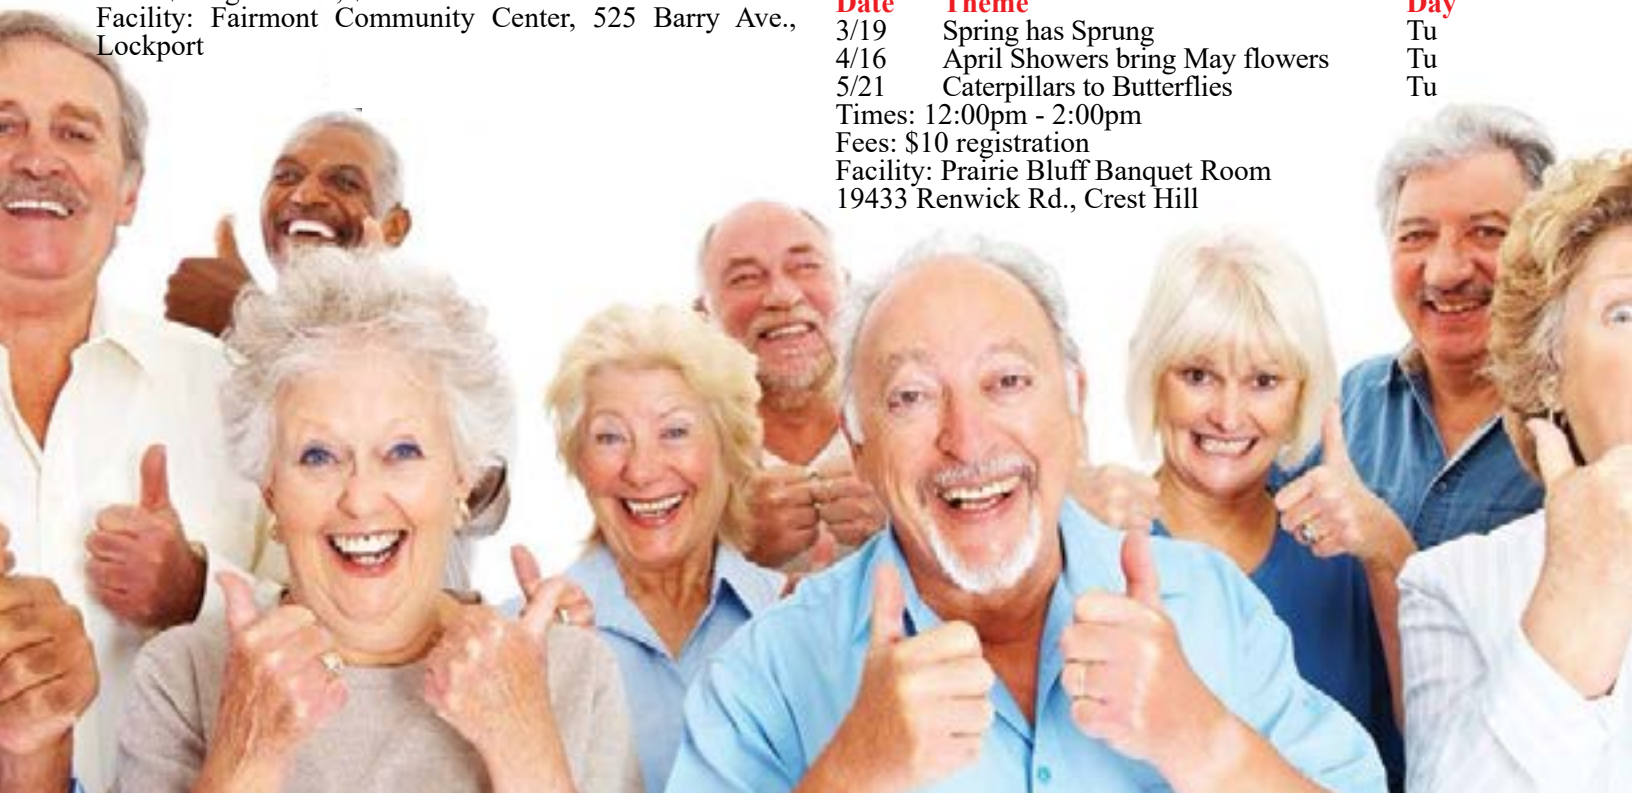 Facility: Fairmont Community Center, 525 Barry Ave.,
Lockport
Date Theme Day
3/19 Spring has Sprung Tu
4/16 April Showers bring May flowers Tu
5/21 Caterpillars to Butterflies Tu
Times: 12:00pm - 2:00pm
Fees: $10 registration
Facility: Prairie Bluff Banquet Room
19433 Renwick Rd., Crest Hill